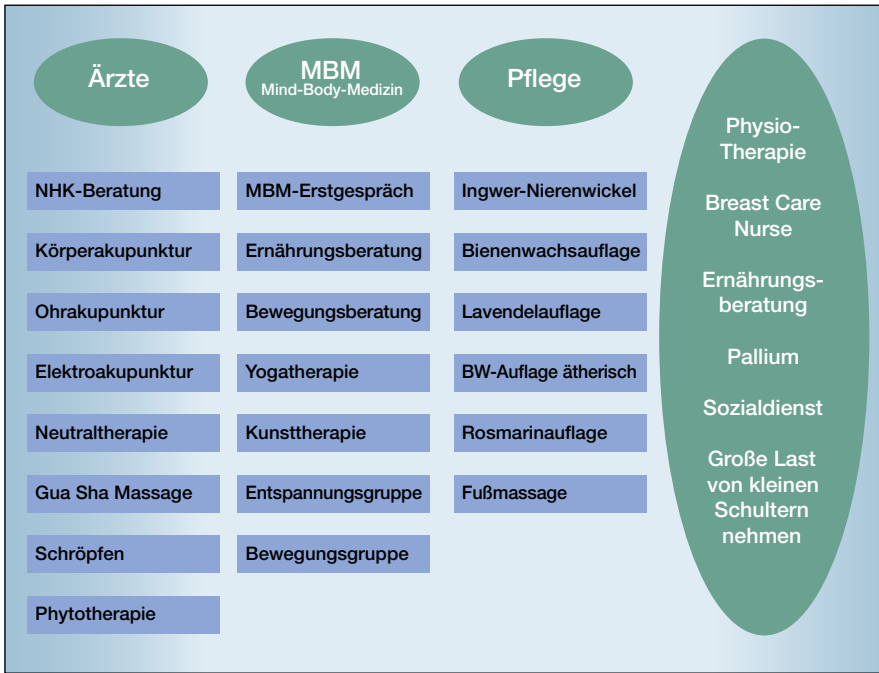 Ärzte
NHK-Beratung
Körperakupunktur
Ohrakupunktur
Elektroakupunktur
Neutraltherapie
Gua Sha Massage
Schröpfen
Phytotherapie
MBM
Mind-Body-Medizin
MBM-Erstgespräch
Ernährungsberatung
Bewegungsberatung
Yogatherapie
Kunsttherapie
Entspannungsgruppe
Bewegungsgruppe
Pflege
Ingwer-Nierenwickel
Bienenwachsauflage
Lavendelauflage
BW-Auflage ätherisch
Rosmarinauflage
Fußmassage
Physio-
Therapie
Breast Care
Nurse
Ernährungs-
beratung
Pallium
Sozialdienst
Große Last
von kleinen
Schultern
nehmen